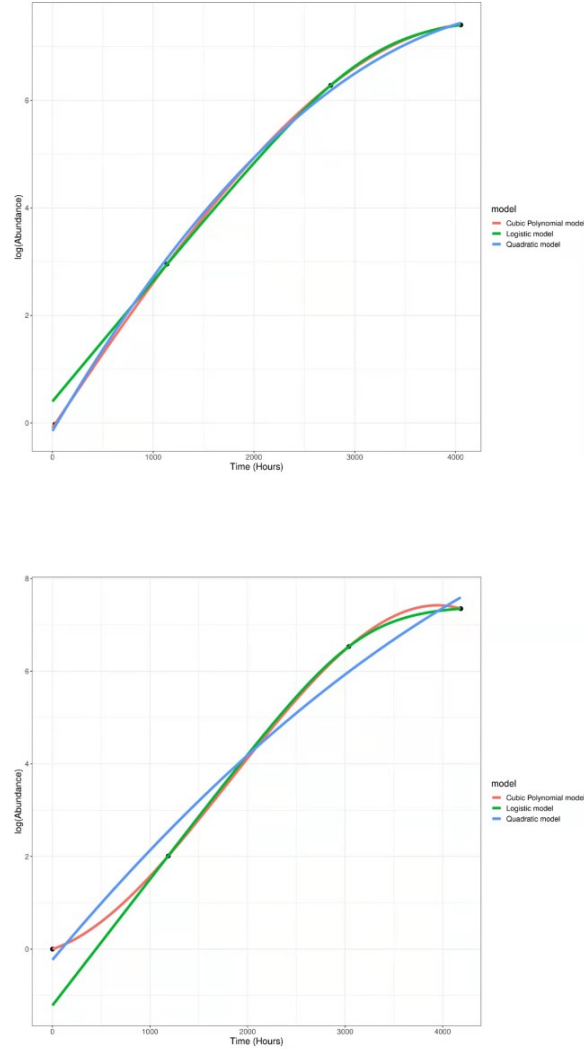 6
4
2
0
log(Abundance)
0 1000 2000 3000 4000
Time (Hours)
model
Cubic Polynomial model
Logistic model
Quadratic model
8
6
4
2
0
log(Abundance)
0 1000 2000 3000 4000
Time (Hours)
model
Cubic Polynomial model
Logistic model
Quadratic model